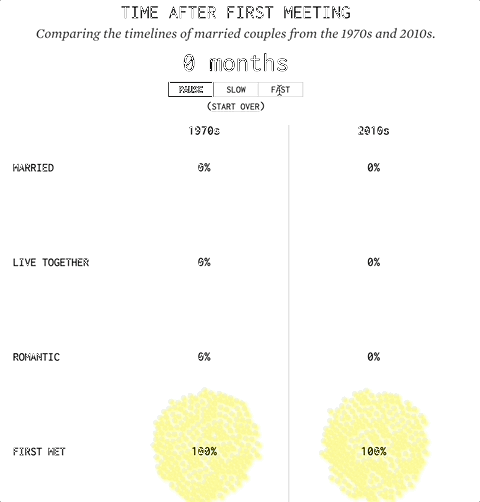 TIME AFTER FIRST MEETING
Comparing the timelines of married couples from the 1970s and 2010s.
0 months
PAUSE SLOW FAST
(START OVER)
1970s 2010s
MARRIED 0% 0%
LIVE TOGETHER 0% 0%
ROMANTIC 0% 0%
FIRST MET 100% 100%